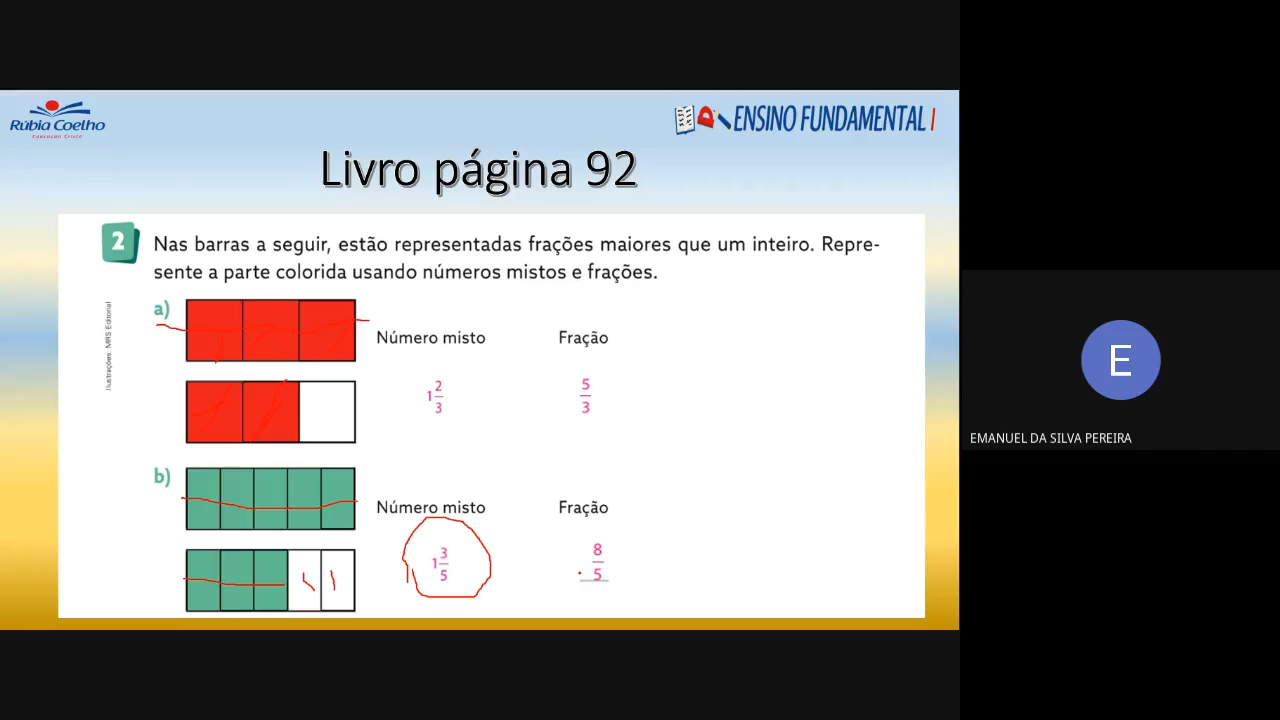 Rúbia Coelho
Educação Cristã
ENSINO FUNDAMENTAL I
Livro página 92
2 Nas barras a seguir, estão representadas frações maiores que um inteiro. Repre-
sente a parte colorida usando números mistos e frações.
Ilustrações: MRS Editorial
a)
Número misto Fração
1 2/3 5/3
b)
Número misto Fração
1 3/5 8/5
E
EMANUEL DA SILVA PEREIRA